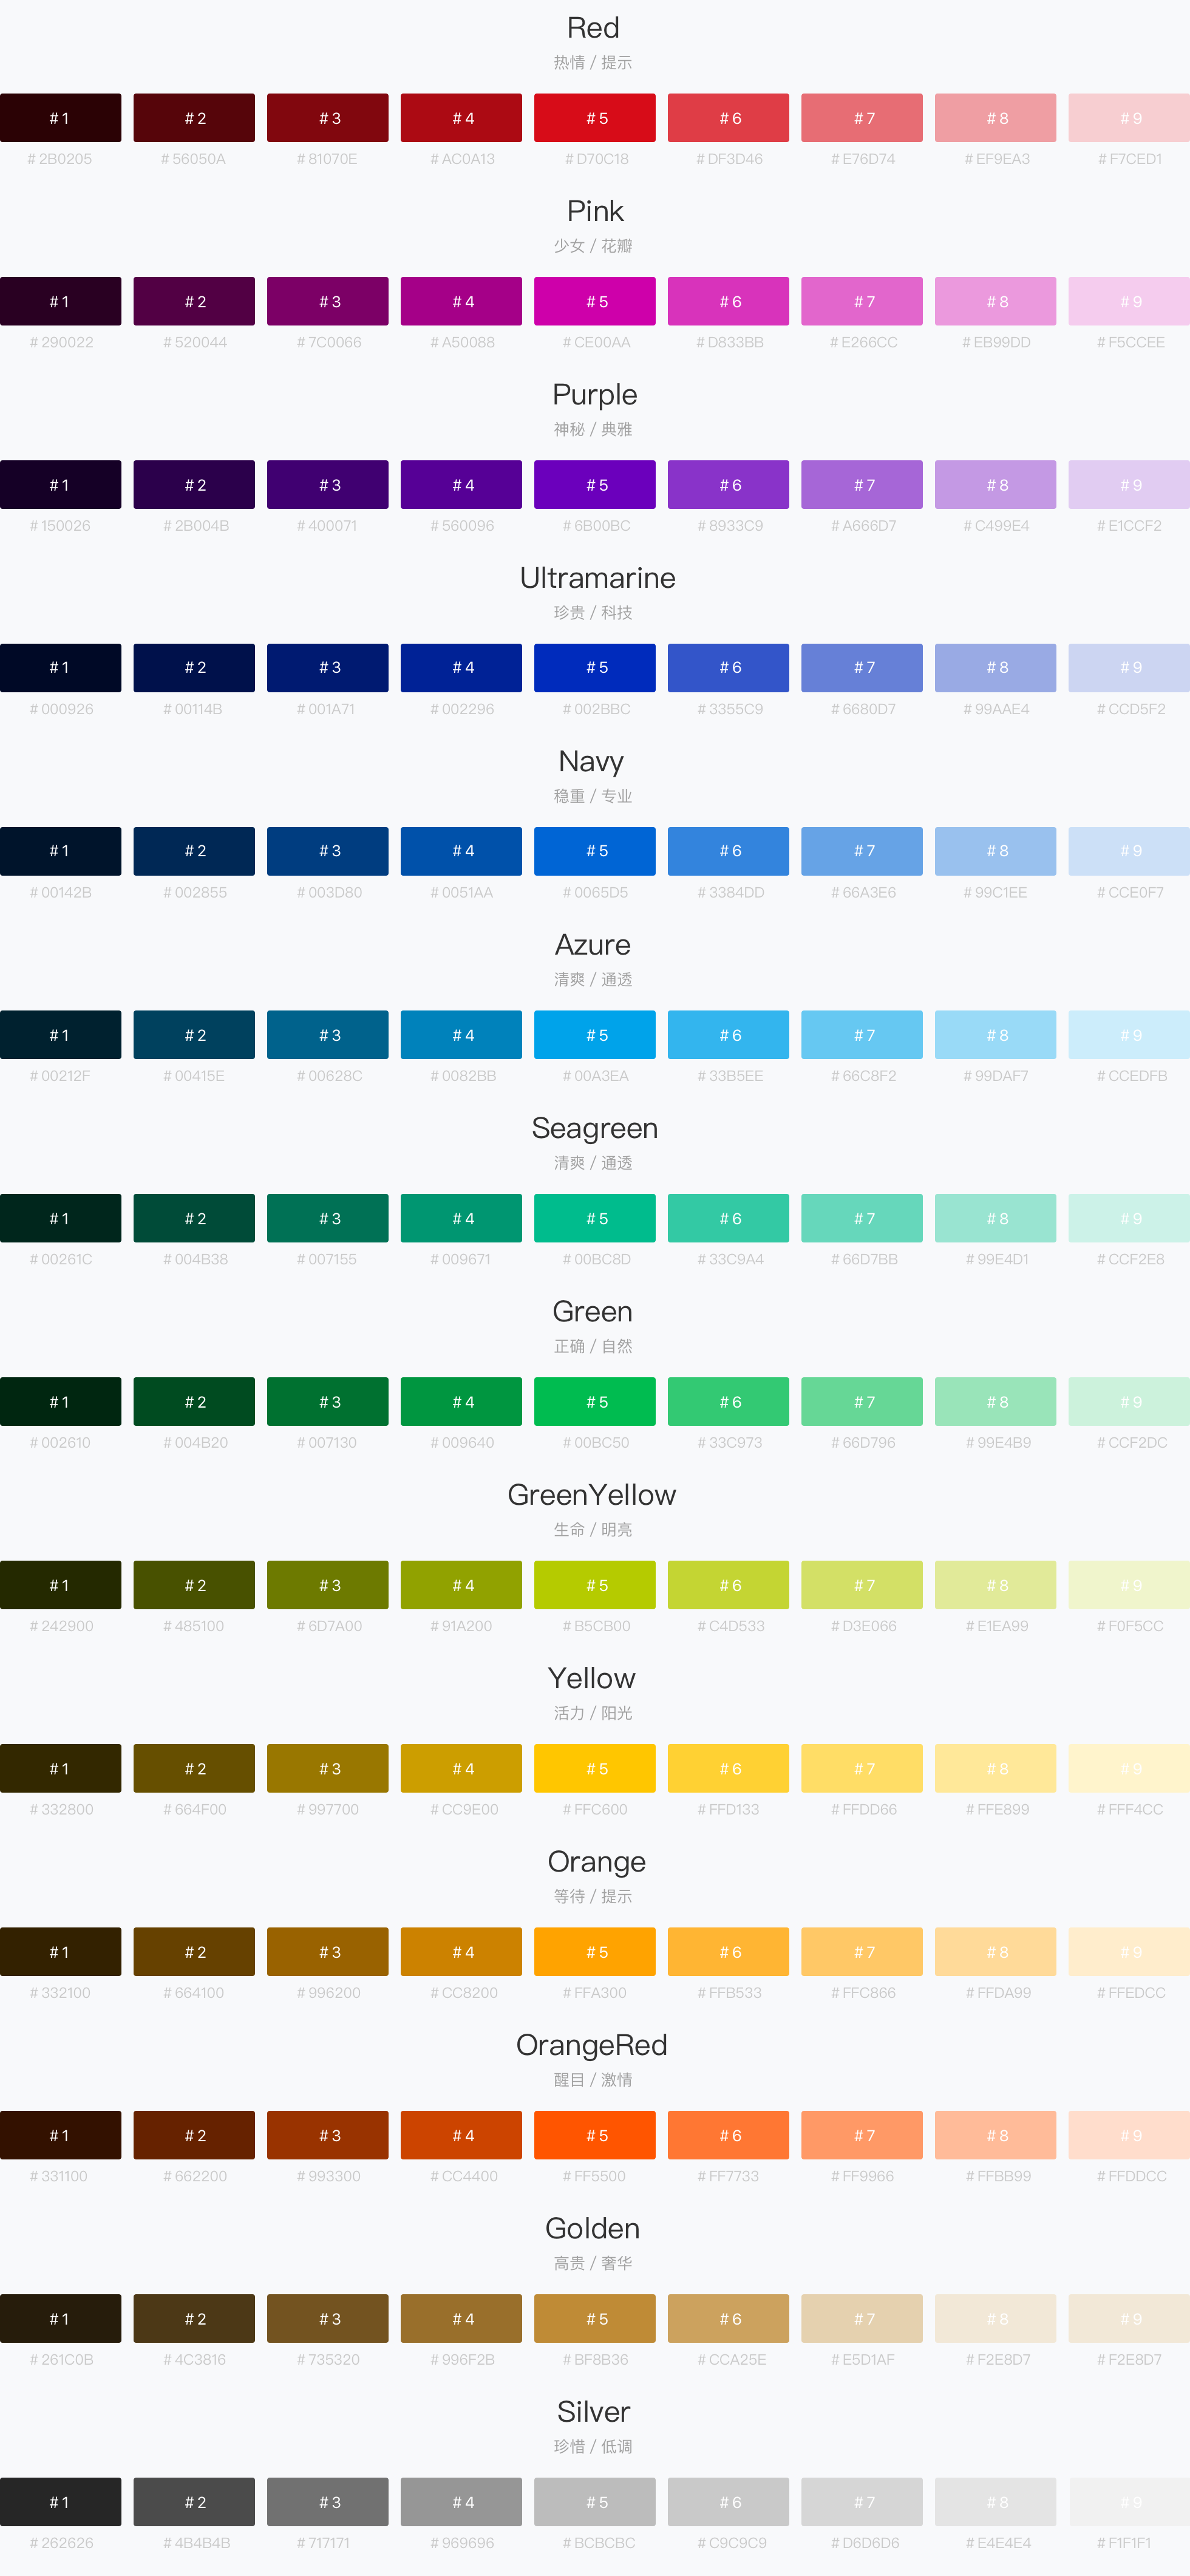 Red
热情 / 提示
# 1 # 2 # 3 # 4 # 5 # 6 # 7 # 8 # 9
# 2B0205 # 56050A # 81070E # AC0A13 # D70C18 # DF3D46 # E76D74 # EF9EA3 # F7CED1
Pink
少女 / 花瓣
# 1 # 2 # 3 # 4 # 5 # 6 # 7 # 8 # 9
# 290022 # 520044 # 7C0066 # A50088 # CE00AA # D833BB # E266CC # EB99DD # F5CCEE
Purple
神秘 / 典雅
# 1 # 2 # 3 # 4 # 5 # 6 # 7 # 8 # 9
# 150026 # 2B004B # 400071 # 560096 # 6B00BC # 8933C9 # A666D7 # C499E4 # E1CCF2
Ultramarine
珍贵 / 科技
# 1 # 2 # 3 # 4 # 5 # 6 # 7 # 8 # 9
# 000926 # 00114B # 001A71 # 002296 # 002BBC # 3355C9 # 6680D7 # 99AAE4 # CCD5F2
Navy
稳重 / 专业
# 1 # 2 # 3 # 4 # 5 # 6 # 7 # 8 # 9
# 00142B # 002855 # 003D80 # 0051AA # 0065D5 # 3384DD # 66A3E6 # 99C1EE # CCE0F7
Azure
清爽 / 通透
# 1 # 2 # 3 # 4 # 5 # 6 # 7 # 8 # 9
# 00212F # 00415E # 00628C # 0082BB # 00A3EA # 33B5EE # 66C8F2 # 99DAF7 # CCEDFB
Seagreen
清爽 / 通透
# 1 # 2 # 3 # 4 # 5 # 6 # 7 # 8 # 9
# 00261C # 004B38 # 007155 # 009671 # 00BC8D # 33C9A4 # 66D7BB # 99E4D1 # CCF2E8
Green
正确 / 自然
# 1 # 2 # 3 # 4 # 5 # 6 # 7 # 8 # 9
# 002610 # 004B20 # 007130 # 009640 # 00BC50 # 33C973 # 66D796 # 99E4B9 # CCF2DC
GreenYellow
生命 / 明亮
# 1 # 2 # 3 # 4 # 5 # 6 # 7 # 8 # 9
# 242900 # 485100 # 6D7A00 # 91A200 # B5CB00 # C4D533 # D3E066 # E1EA99 # F0F5CC
Yellow
活力 / 阳光
# 1 # 2 # 3 # 4 # 5 # 6 # 7 # 8 # 9
# 332800 # 664F00 # 997700 # CC9E00 # FFC600 # FFD133 # FFDD66 # FFE899 # FFF4CC
Orange
等待 / 提示
# 1 # 2 # 3 # 4 # 5 # 6 # 7 # 8 # 9
# 332100 # 664100 # 996200 # CC8200 # FFA300 # FFB533 # FFC866 # FFDA99 # FFEDCC
OrangeRed
醒目 / 激情
# 1 # 2 # 3 # 4 # 5 # 6 # 7 # 8 # 9
# 331100 # 662200 # 993300 # CC4400 # FF5500 # FF7733 # FF9966 # FFBB99 # FFDDCC
Golden
高贵 / 奢华
# 1 # 2 # 3 # 4 # 5 # 6 # 7 # 8 # 9
# 261C0B # 4C3816 # 735320 # 996F2B # BF8B36 # CCA25E # E5D1AF # F2E8D7 # F2E8D7
Silver
珍惜 / 低调
# 1 # 2 # 3 # 4 # 5 # 6 # 7 # 8 # 9
# 262626 # 4B4B4B # 717171 # 969696 # BCBCBC # C9C9C9 # D6D6D6 # E4E4E4 # F1F1F1